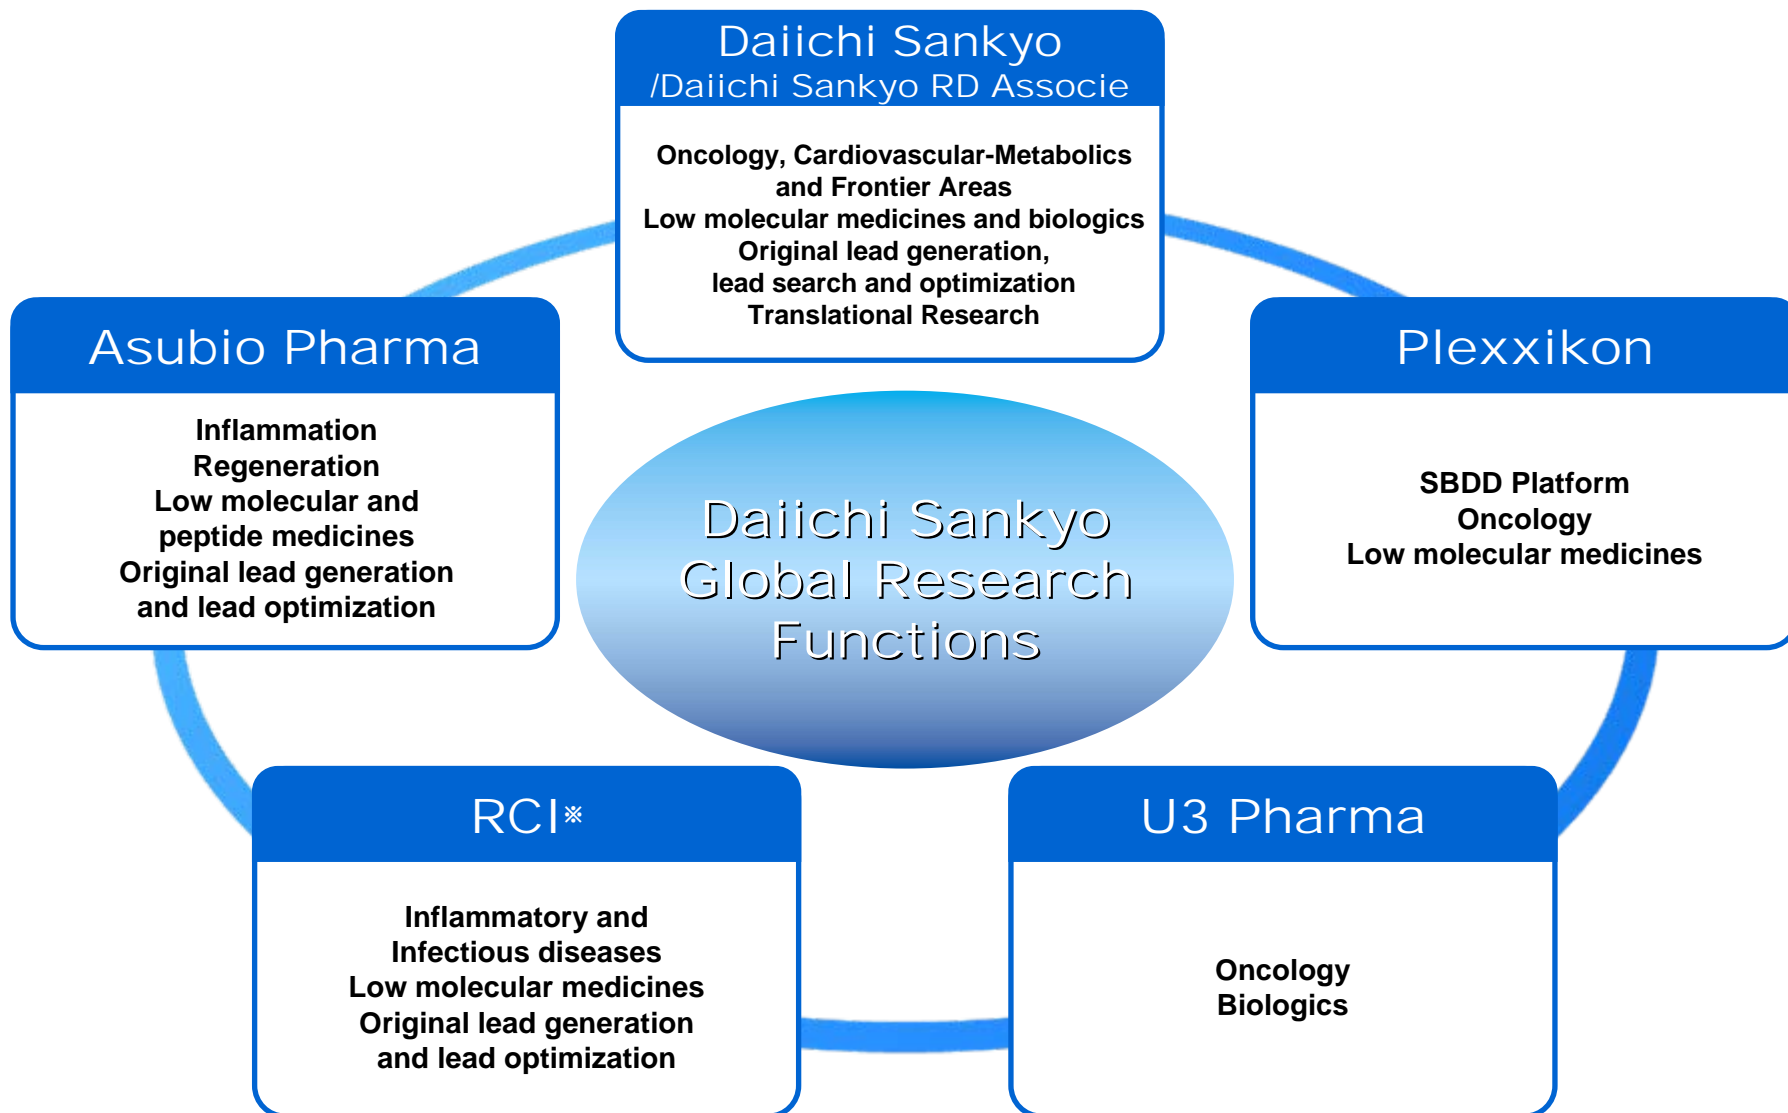 Daiichi Sankyo
/Daiichi Sankyo RD Associe
Oncology, Cardiovascular-Metabolics
and Frontier Areas
Low molecular medicines and biologics
Original lead generation,
lead search and optimization
Translational Research
Asubio Pharma
Inflammation
Regeneration
Low molecular and
peptide medicines
Original lead generation
and lead optimization
Plexxikon
SBDD Platform
Oncology
Low molecular medicines
Daiichi Sankyo
Global Research
Functions
RCI※
Inflammatory and
Infectious diseases
Low molecular medicines
Original lead generation
and lead optimization
U3 Pharma
Oncology
Biologics